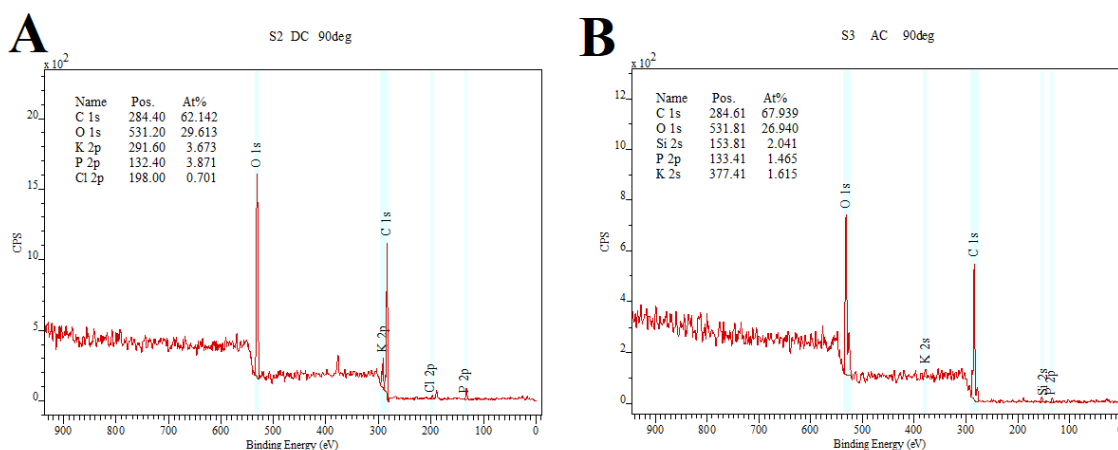 A
S2 DC 90deg
x 10²
Name Pos. At%
C 1s 284.40 62.142
O 1s 531.20 29.613
K 2p 291.60 3.673
P 2p 132.40 3.871
Cl 2p 198.00 0.701
20
15
10
5
0
CPS
O 1s
C 1s
K 2p
Cl 2p
P 2p
900 800 700 600 500 400 300 200 100 0
Binding Energy (eV)
B
S3 AC 90deg
x 10²
Name Pos. At%
C 1s 284.61 67.939
O 1s 531.81 26.940
Si 2s 153.81 2.041
P 2p 133.41 1.465
K 2s 377.41 1.615
12
10
8
6
4
2
0
CPS
O 1s
C 1s
K 2s
Si 2s
P 2p
900 800 700 600 500 400 300 200 100 0
Binding Energy (eV)